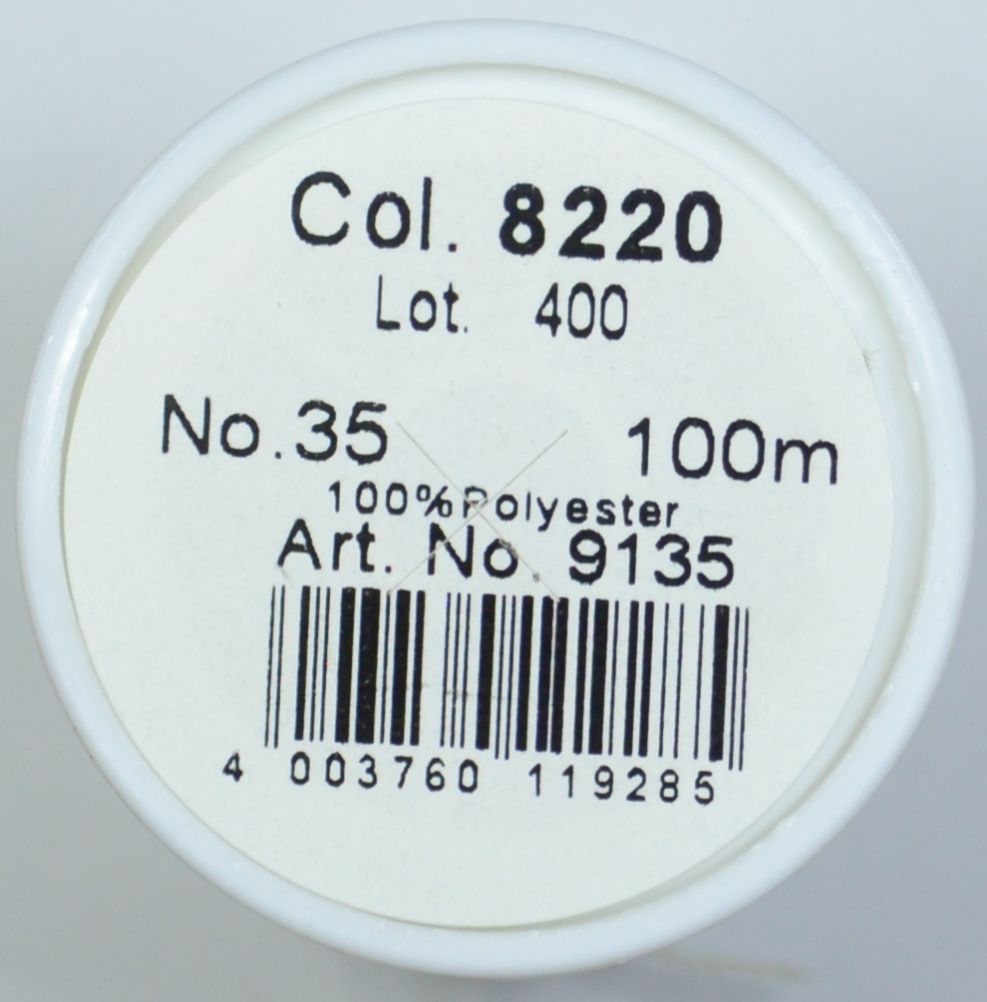 Col. 8220
Lot. 400
No.35 100m
100%Polyester
Art. No. 9135
4 003760 119285